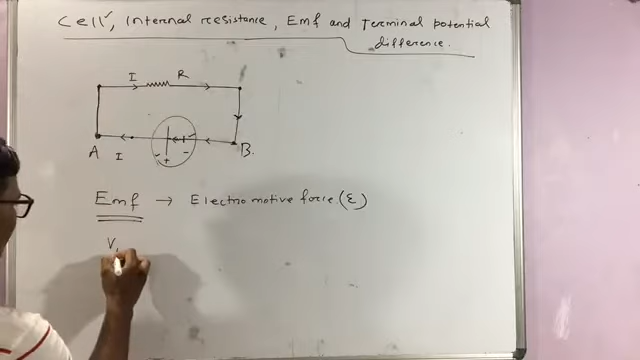 Cell, Internal resistance, Emf and Terminal potential
difference.
I R
A I + - B.
Emf → Electromotive force (ε)
V